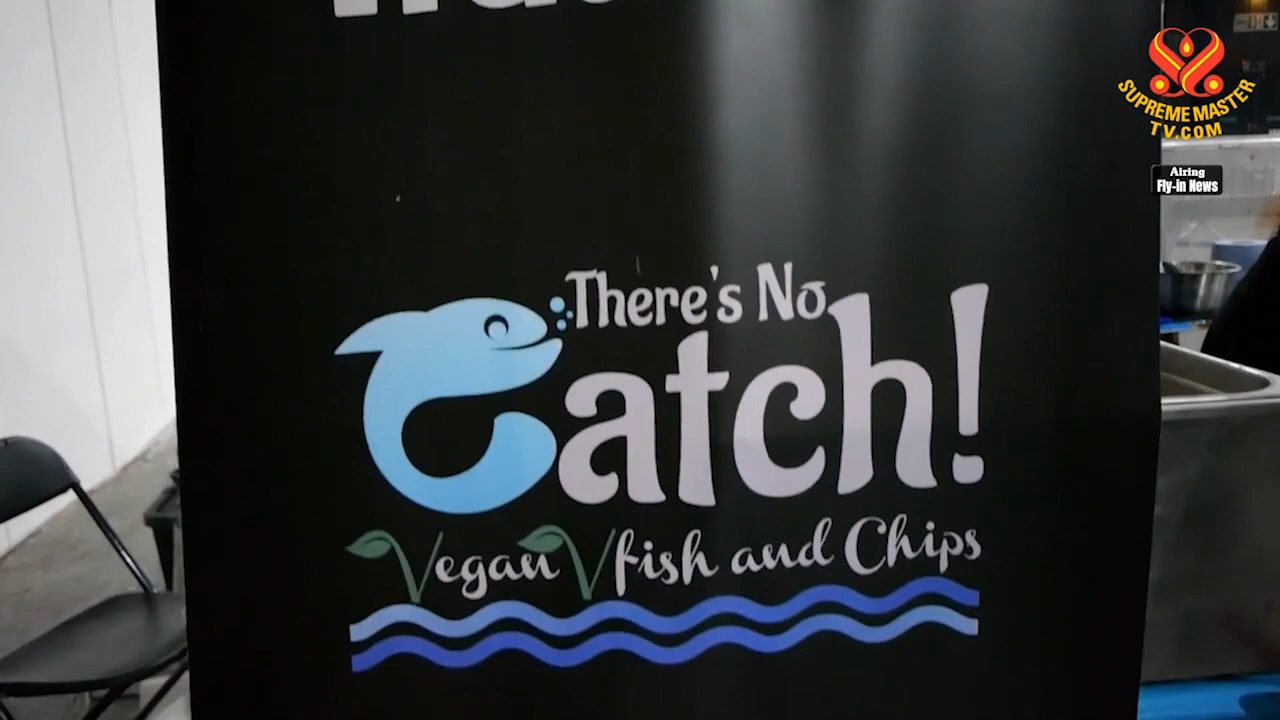 There's No
Catch!
Vegan Vfish and Chips
SUPREME MASTER
TV.COM
Airing
Fly-in News